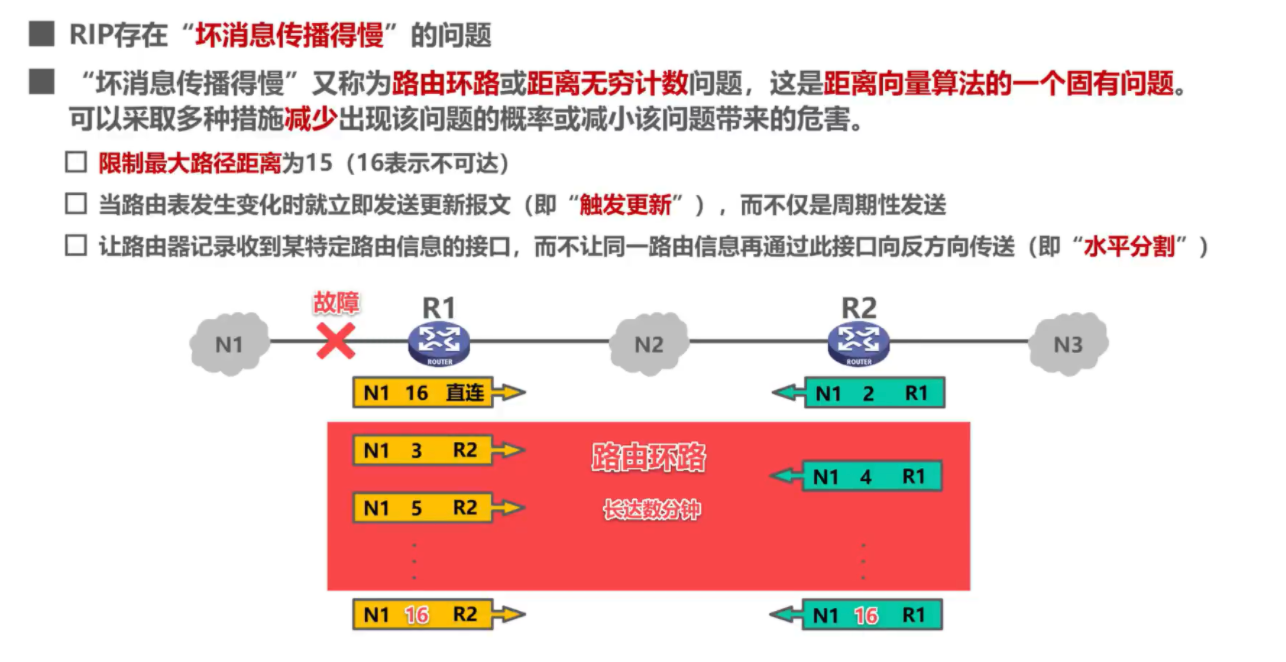 RIP存在“坏消息传播得慢”的问题
“坏消息传播得慢”又称为路由环路或距离无穷计数问题，这是距离向量算法的一个固有问题。
可以采取多种措施减少出现该问题的概率或减小该问题带来的危害。
限制最大路径距离为15（16表示不可达）
当路由表发生变化时就立即发送更新报文（即“触发更新”），而不仅是周期性发送
让路由器记录收到某特定路由信息的接口，而不让同一路由信息再通过此接口向反方向传送（即“水平分割”）
故障 R1 R2
N1 ROUTER N2 ROUTER N3
N1 16 直连 N1 2 R1
N1 3 R2 路由环路
N1 4 R1
N1 5 R2 长达数分钟
N1 16 R2 N1 16 R1